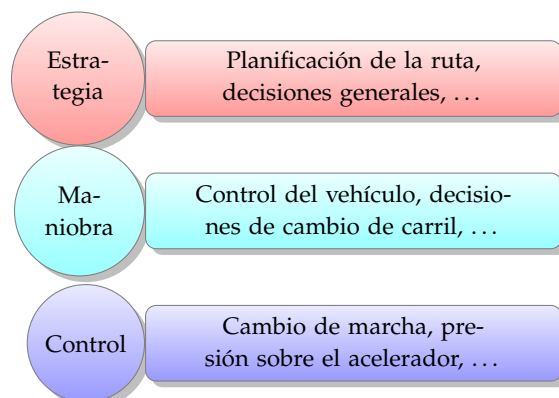 Estra-
tegia
Planificación de la ruta,
decisiones generales, ...
Ma-
niobra
Control del vehículo, decisio-
nes de cambio de carril, ...
Control
Cambio de marcha, pre-
sión sobre el acelerador, ...